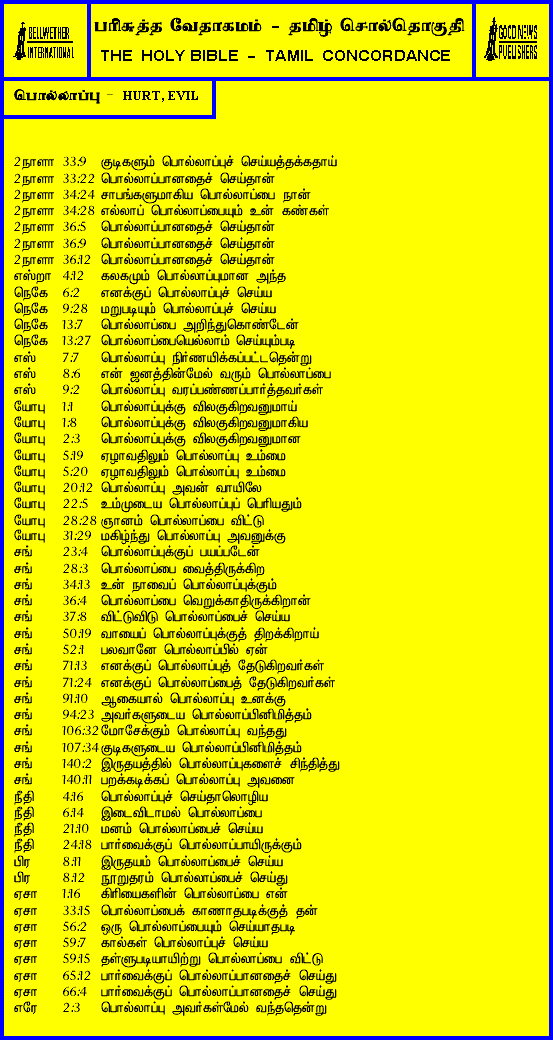 BELLWETHER INTERNATIONAL
பரிசுத்த வேதாகமம் - தமிழ் சொல்தொகுதி
THE HOLY BIBLE - TAMIL CONCORDANCE
GOOD NEWS PUBLISHERS
பொல்லாப்பு - HURT, EVIL
2நாளா 33:9 குடிகளும் பொல்லாப்புச் செய்யத்தக்கதாய்
2நாளா 33:22 பொல்லாப்பானதைச் செய்தான்
2நாளா 34:24 சாபங்களுமாகிய பொல்லாப்பை நான்
2நாளா 34:28 எல்லாப் பொல்லாப்பையும் உன் கண்கள்
2நாளா 36:5 பொல்லாப்பானதைச் செய்தான்
2நாளா 36:9 பொல்லாப்பானதைச் செய்தான்
2நாளா 36:12 பொல்லாப்பானதைச் செய்தான்
எஸ்றா 4:12 கலகமும் பொல்லாப்புமான அந்த
நெகே 6:2 எனக்குப் பொல்லாப்புச் செய்ய
நெகே 9:28 மறுபடியும் பொல்லாப்புச் செய்ய
நெகே 13:7 பொல்லாப்பை அறிந்துகொண்டேன்
நெகே 13:27 பொல்லாப்பையெல்லாம் செய்யும்படி
எஸ் 7:7 பொல்லாப்பு நிர்ணயிக்கப்பட்டதென்று
எஸ் 8:6 என் ஜனத்தின்மேல் வரும் பொல்லாப்பை
எஸ் 9:2 பொல்லாப்பு வரப்பண்ணப்பார்த்தவர்கள்
யோபு 1:1 பொல்லாப்புக்கு விலகுகிறவனுமாய்
யோபு 1:8 பொல்லாப்புக்கு விலகுகிறவனுமாகிய
யோபு 2:3 பொல்லாப்புக்கு விலகுகிறவனுமான
யோபு 5:19 ஏழாவதிலும் பொல்லாப்பு உம்மை
யோபு 5:20 ஏழாவதிலும் பொல்லாப்பு உம்மை
யோபு 20:12 பொல்லாப்பு அவன் வாயிலே
யோபு 22:5 உம்முடைய பொல்லாப்புப் பெரியதும்
யோபு 28:28 ஞானம் பொல்லாப்பை விட்டு
யோபு 31:29 மகிழ்ந்து பொல்லாப்பு அவனுக்கு
சங் 23:4 பொல்லாப்புக்குப் பயப்படேன்
சங் 28:3 பொல்லாப்பை வைத்திருக்கிற
சங் 34:13 உன் நாவைப் பொல்லாப்புக்கும்
சங் 36:4 பொல்லாப்பை வெறுக்காதிருக்கிறான்
சங் 37:8 விட்டுவிடு பொல்லாப்பைச் செய்ய
சங் 50:19 வாயைப் பொல்லாப்புக்குத் திறக்கிறாய்
சங் 52:1 பலவானே பொல்லாப்பில் ஏன்
சங் 71:13 எனக்குப் பொல்லாப்புத் தேடுகிறவர்கள்
சங் 71:24 எனக்குப் பொல்லாப்பைத் தேடுகிறவர்கள்
சங் 91:10 ஆகையால் பொல்லாப்பு உனக்கு
சங் 94:23 அவர்களுடைய பொல்லாப்பினிமித்தம்
சங் 106:32 மோசேக்கும் பொல்லாப்பு வந்தது
சங் 107:34 குடிகளுடைய பொல்லாப்பினிமித்தம்
சங் 140:2 இருதயத்தில் பொல்லாப்புகளைச் சிந்தித்து
சங் 140:11 பறக்கடிக்கப் பொல்லாப்பு அவனை
நீதி 4:16 பொல்லாப்புச் செய்தாலொழிய
நீதி 6:14 இடைவிடாமல் பொல்லாப்பை
நீதி 21:10 மனம் பொல்லாப்பைச் செய்ய
நீதி 24:18 பார்வைக்குப் பொல்லாப்பாயிருக்கும்
பிர 8:11 இருதயம் பொல்லாப்பைச் செய்ய
பிர 8:12 நூறுதரம் பொல்லாப்பைச் செய்து
ஏசா 1:16 கிரியைகளின் பொல்லாப்பை என்
ஏசா 33:15 பொல்லாப்பைக் காணாதபடிக்குத் தன்
ஏசா 56:2 ஒரு பொல்லாப்பையும் செய்யாதபடி
ஏசா 59:7 கால்கள் பொல்லாப்புச் செய்ய
ஏசா 59:15 தள்ளுபடியாயிற்று பொல்லாப்பை விட்டு
ஏசா 65:12 பார்வைக்குப் பொல்லாப்பானதைச் செய்து
ஏசா 66:4 பார்வைக்குப் பொல்லாப்பானதைச் செய்து
எரே 2:3 பொல்லாப்பு அவர்கள்மேல் வந்ததென்று